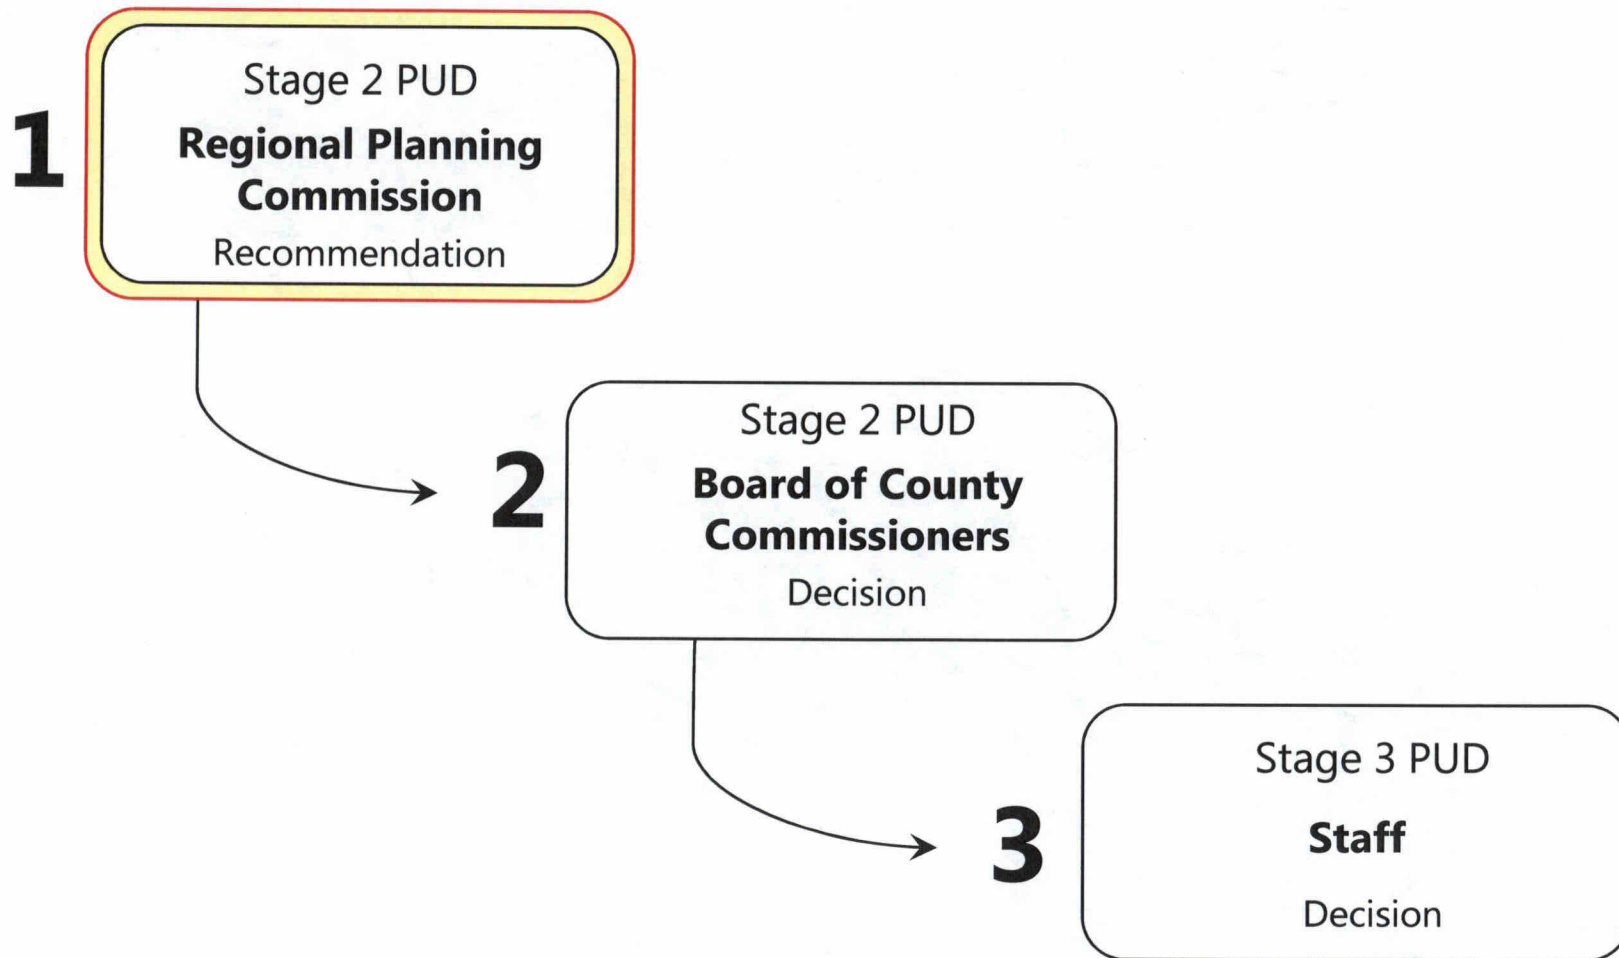 1
Stage 2 PUD
Regional Planning
Commission
Recommendation
2
Stage 2 PUD
Board of County
Commissioners
Decision
3
Stage 3 PUD
Staff
Decision